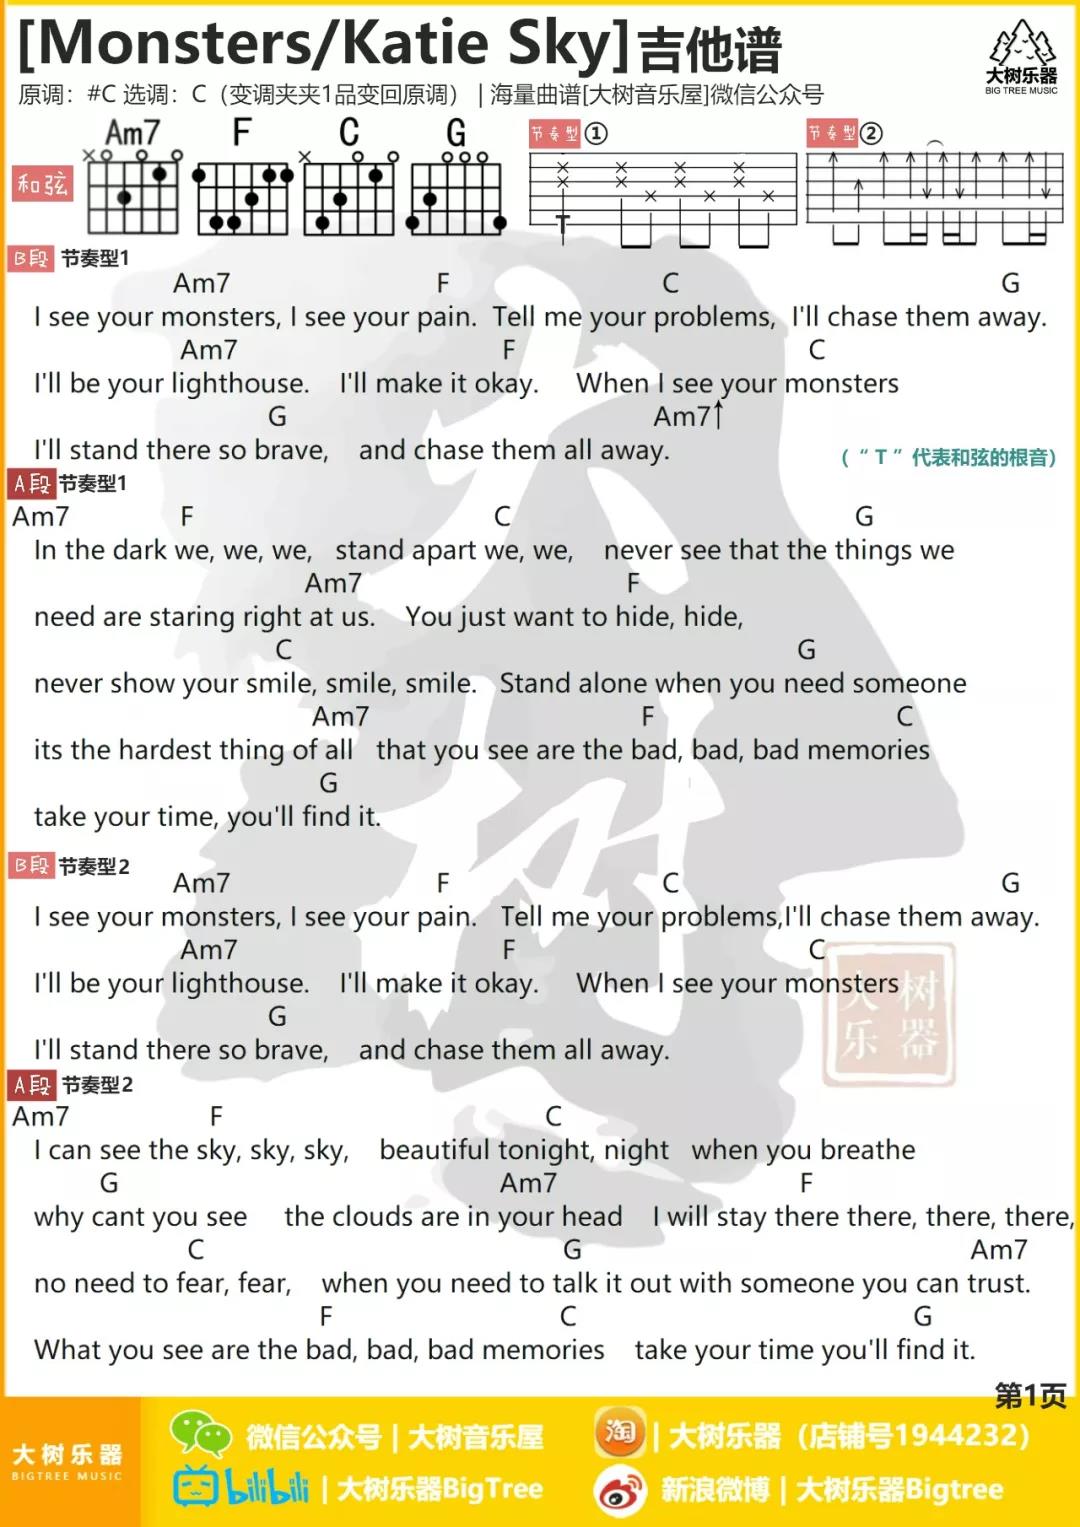 [Monsters/Katie Sky]吉他谱
大树乐器
BIG TREE MUSIC
原调：#C 选调：C（变调夹夹1品变回原调）｜海量曲谱[大树音乐屋]微信公众号
和弦 Am7 F C G 节奏型① 节奏型②
T
B段 节奏型1
Am7 F C G
I see your monsters, I see your pain. Tell me your problems, I'll chase them away.
Am7 F C
I'll be your lighthouse. I'll make it okay. When I see your monsters
G Am7↑
I'll stand there so brave, and chase them all away.
（“ T ”代表和弦的根音）
A段 节奏型1
Am7 F C G
In the dark we, we, we, stand apart we, we, never see that the things we
Am7 F
need are staring right at us. You just want to hide, hide,
C G
never show your smile, smile, smile. Stand alone when you need someone
Am7 F C
its the hardest thing of all that you see are the bad, bad, bad memories
G
take your time, you'll find it.
B段 节奏型2
Am7 F C G
I see your monsters, I see your pain. Tell me your problems,I'll chase them away.
Am7 F C
I'll be your lighthouse. I'll make it okay. When I see your monsters
G
I'll stand there so brave, and chase them all away.
大树
乐器
A段 节奏型2
Am7 F C
I can see the sky, sky, sky, beautiful tonight, night when you breathe
G Am7 F
why cant you see the clouds are in your head I will stay there there, there, there,
C G Am7
no need to fear, fear, when you need to talk it out with someone you can trust.
F C G
What you see are the bad, bad, bad memories take your time you'll find it.
第1页
大树乐器
BIGTREE MUSIC
微信公众号｜大树音乐屋
bilibili｜大树乐器BigTree
淘｜大树乐器（店铺号1944232）
新浪微博｜大树乐器Bigtree
大树